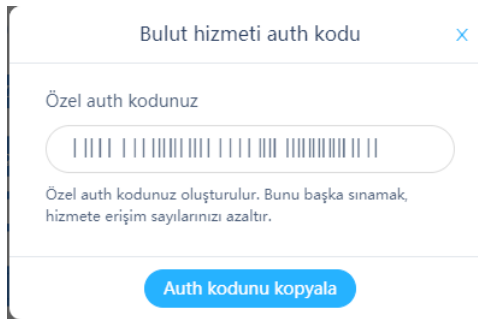 Bulut hizmeti auth kodu
Özel auth kodunuz
Özel auth kodunuz oluşturulur. Bunu başka sınamak,
hizmete erişim sayılarınızı azaltır.
Auth kodunu kopyala